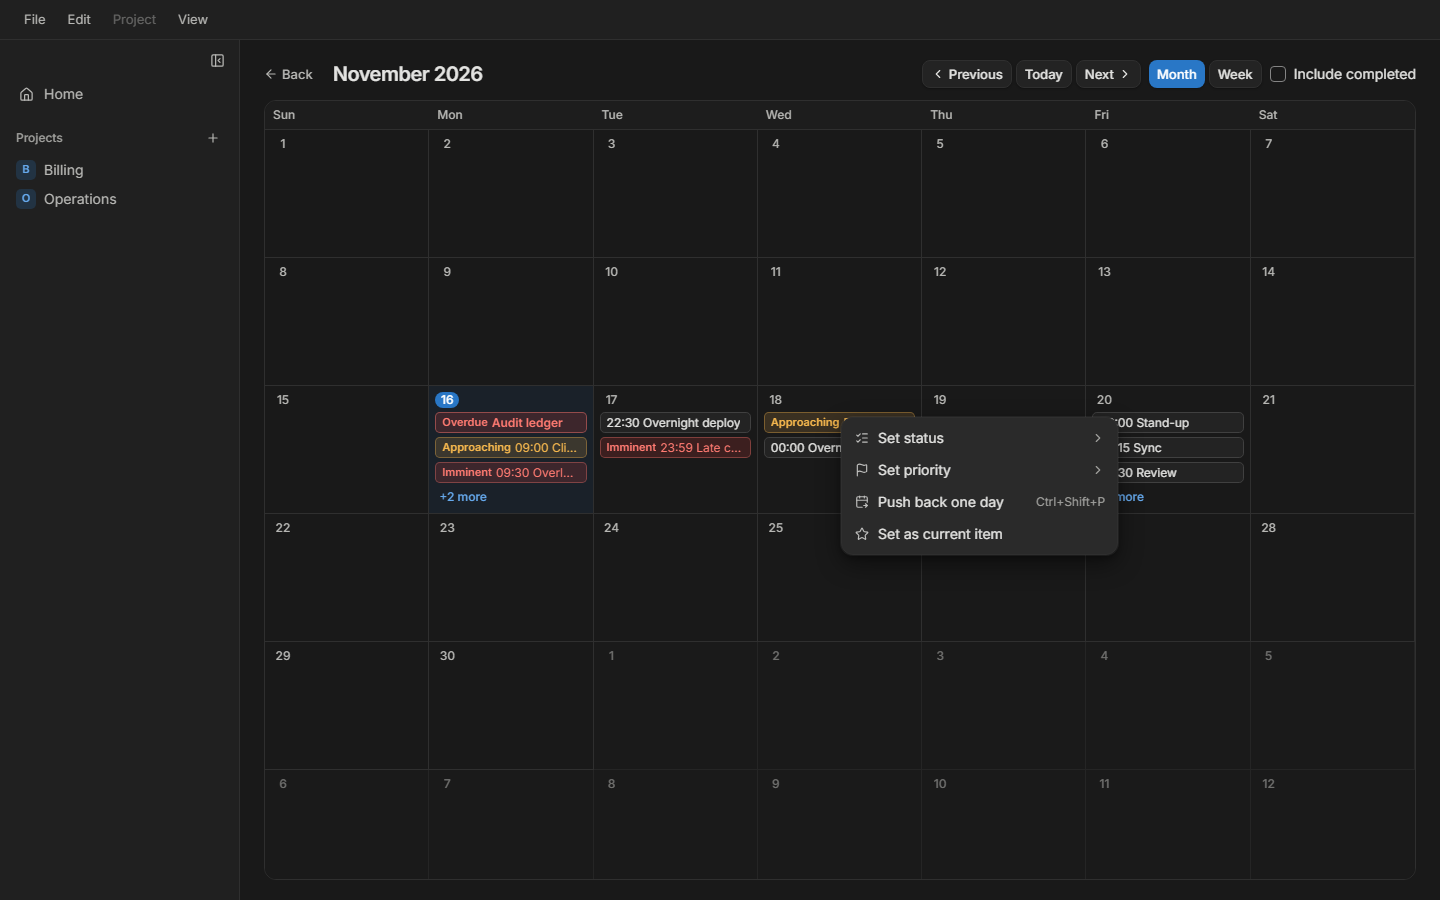 File Edit Project View
Home
Projects
B Billing
O Operations
Back November 2026 Previous Today Next Month Week Include completed
Sun Mon Tue Wed Thu Fri Sat
1 2 3 4 5 6 7
8 9 10 11 12 13 14
15 16 17 18 19 20 21
Overdue Audit ledger
Approaching 09:00 Cli...
Imminent 09:30 Overl...
+2 more
22:30 Overnight deploy
Imminent 23:59 Late c...
Approaching
00:00 Overn
:00 Stand-up
15 Sync
30 Review
more
Set status
Set priority
Push back one day Ctrl+Shift+P
Set as current item
22 23 24 25 28
29 30 1 2 3 4 5
6 7 8 9 10 11 12